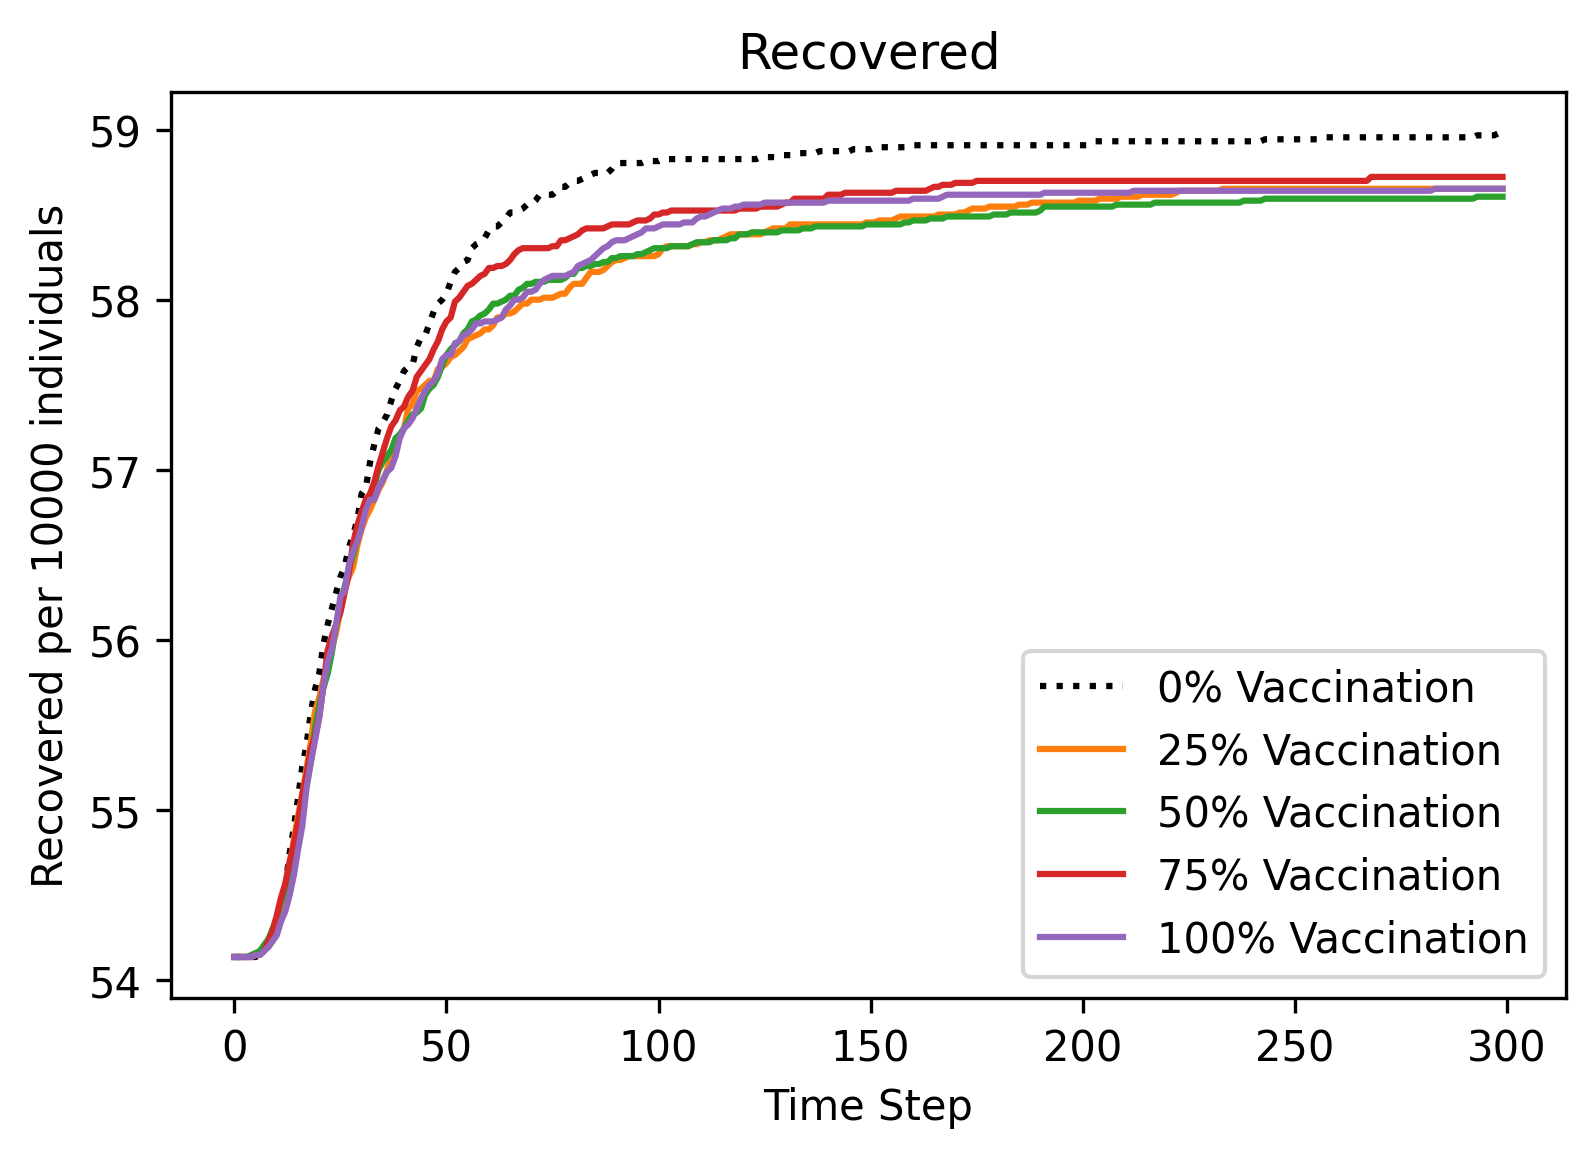 Recovered
Recovered per 10000 individuals
59
58
57
56
55
54
0% Vaccination
25% Vaccination
50% Vaccination
75% Vaccination
100% Vaccination
0 50 100 150 200 250 300
Time Step